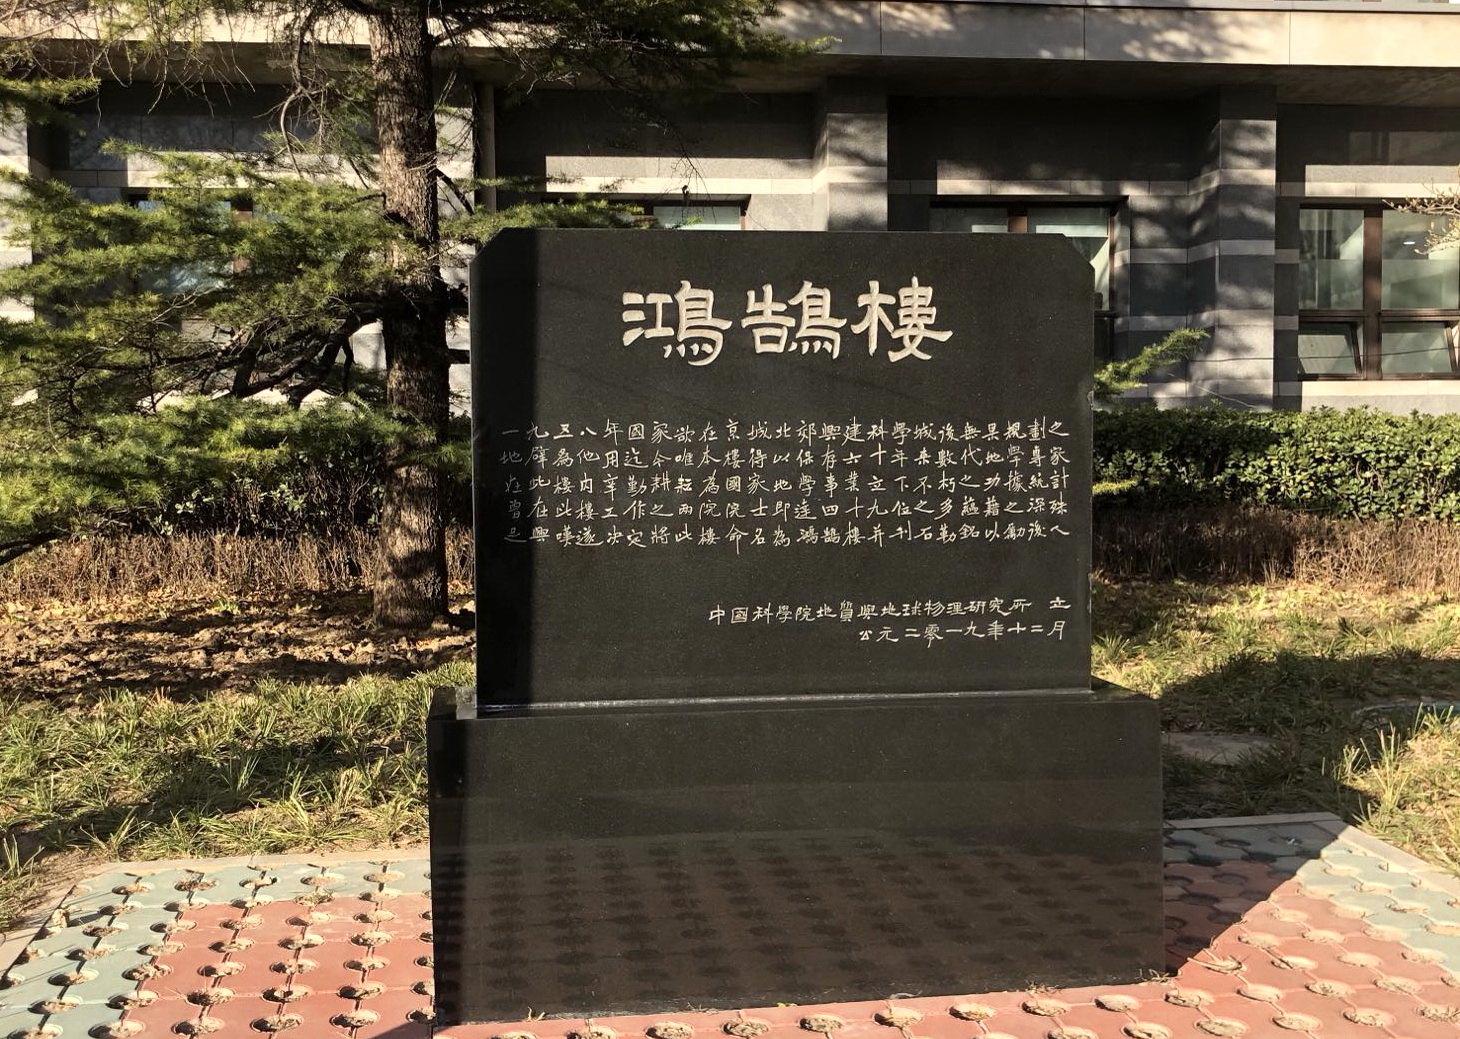 鴻鵠樓
一九五八年國家欲在京城北郊興建科學城後無果規劃之
地肆為他用迄今唯本樓得以保存六十年來數代地學專家
在此樓內辛勤耕耘為國家地學事業立下不朽之功據統計
曾在此樓工作之兩院院士即達四十九位之多蘊藉之深殊
興嘆遂決定將此樓命名為鴻鵠樓并刊石勒銘以勵後人
中國科學院地質與地球物理研究所 立
公元二零一九年十二月